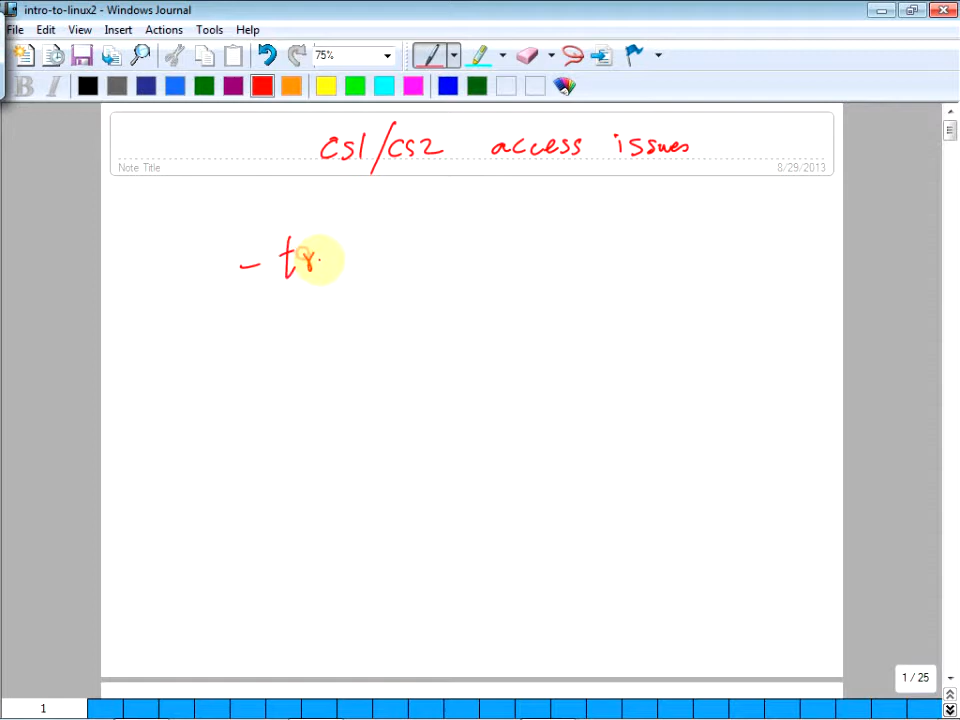 intro-to-linux2 - Windows Journal
File Edit View Insert Actions Tools Help
75%
B I
cs1/cs2 access issues
Note Title 8/29/2013
- tr
1 / 25
1